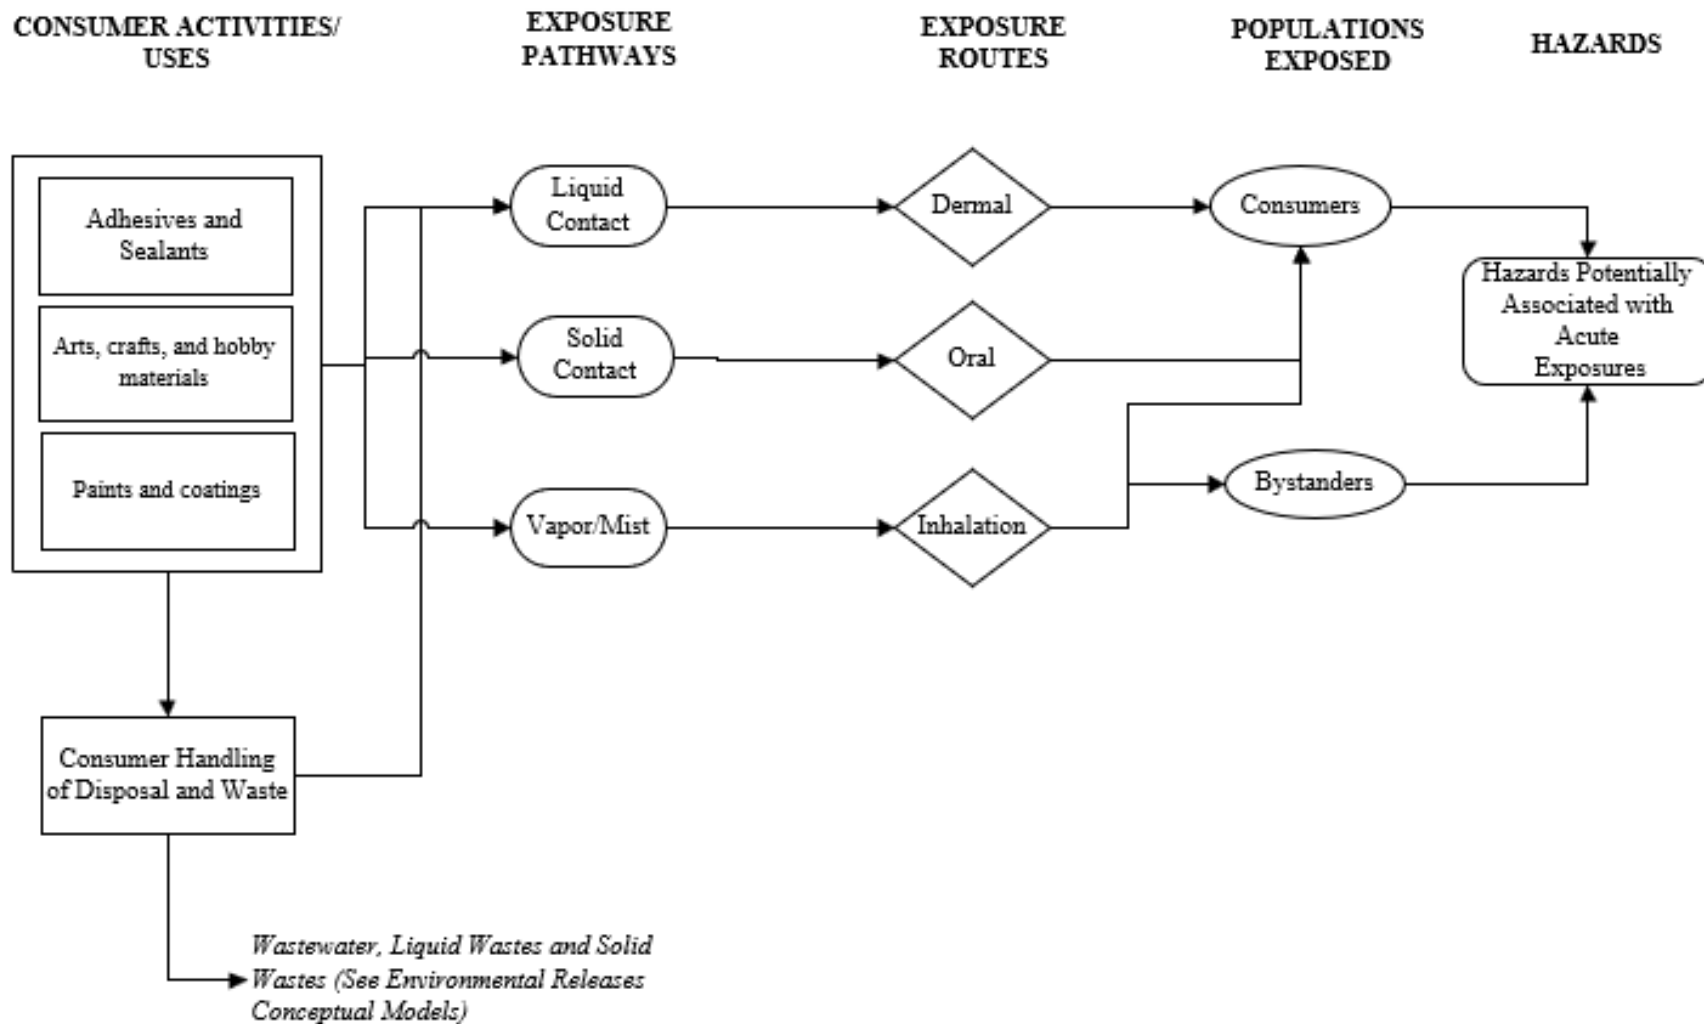 CONSUMER ACTIVITIES/
USES
EXPOSURE
PATHWAYS
EXPOSURE
ROUTES
POPULATIONS
EXPOSED
HAZARDS
Adhesives and
Sealants
Arts, crafts, and hobby
materials
Paints and coatings
Liquid
Contact
Solid
Contact
Vapor/Mist
Dermal
Oral
Inhalation
Consumers
Bystanders
Hazards Potentially
Associated with
Acute
Exposures
Consumer Handling
of Disposal and Waste
Wastewater, Liquid Wastes and Solid
Wastes (See Environmental Releases
Conceptual Models)